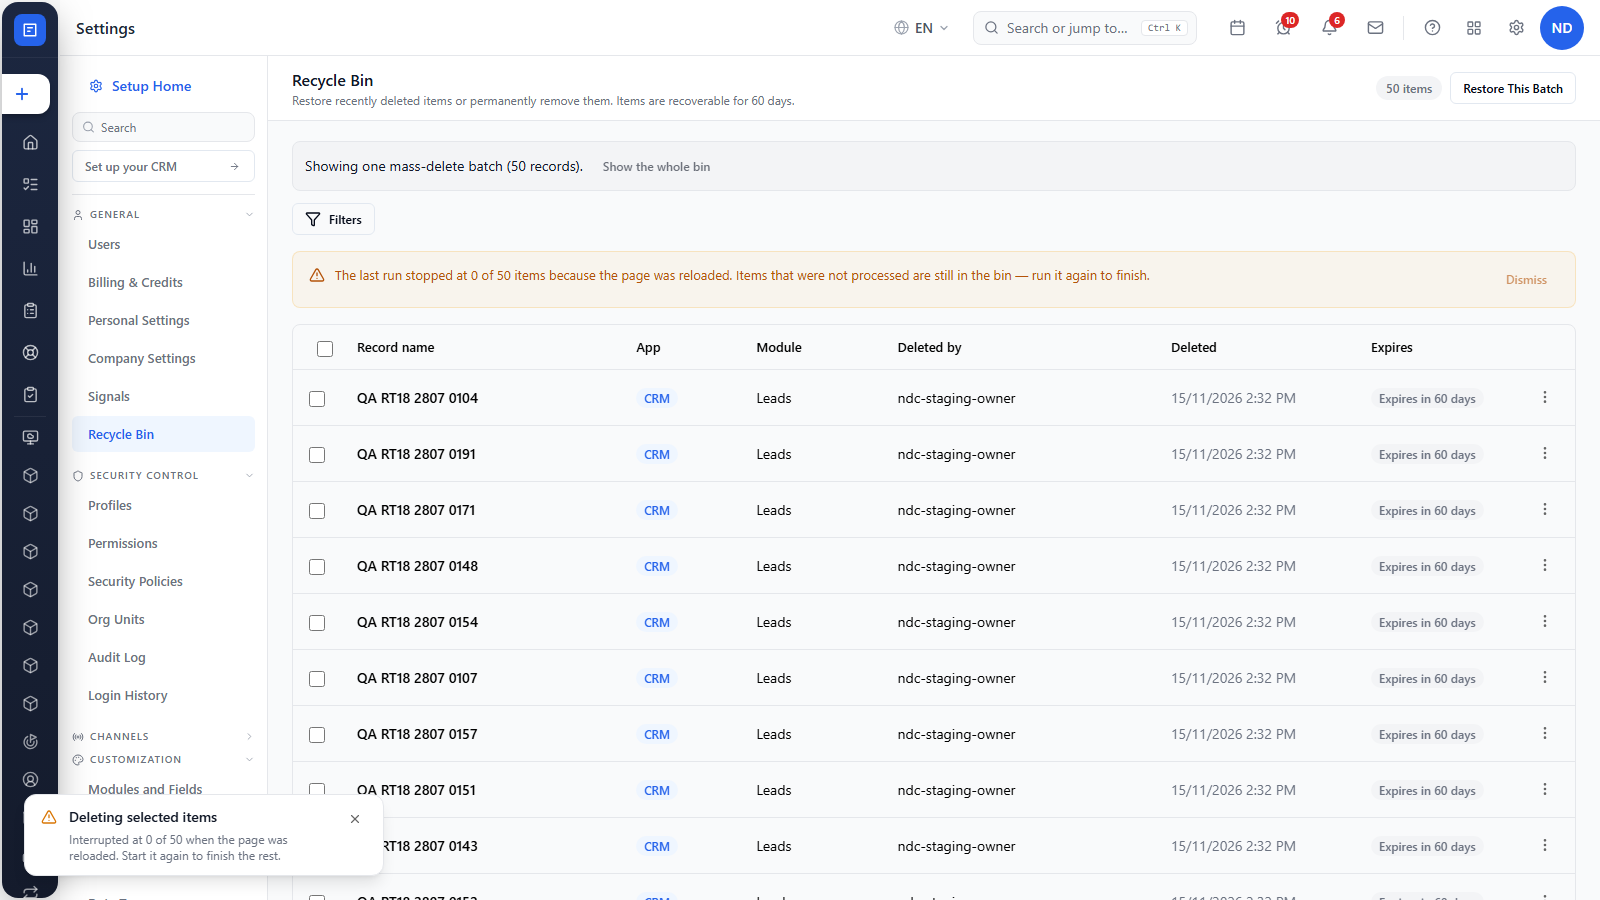 Settings
EN
Search or jump to...
Ctrl K
10
6
ND
Setup Home
Search
Set up your CRM
GENERAL
Users
Billing & Credits
Personal Settings
Company Settings
Signals
Recycle Bin
SECURITY CONTROL
Profiles
Permissions
Security Policies
Org Units
Audit Log
Login History
CHANNELS
CUSTOMIZATION
Modules and Fields
Recycle Bin
Restore recently deleted items or permanently remove them. Items are recoverable for 60 days.
50 items
Restore This Batch
Showing one mass-delete batch (50 records). Show the whole bin
Filters
The last run stopped at 0 of 50 items because the page was reloaded. Items that were not processed are still in the bin — run it again to finish.
Dismiss
Record name App Module Deleted by Deleted Expires
QA RT18 2807 0104 CRM Leads ndc-staging-owner 15/11/2026 2:32 PM Expires in 60 days
QA RT18 2807 0191 CRM Leads ndc-staging-owner 15/11/2026 2:32 PM Expires in 60 days
QA RT18 2807 0171 CRM Leads ndc-staging-owner 15/11/2026 2:32 PM Expires in 60 days
QA RT18 2807 0148 CRM Leads ndc-staging-owner 15/11/2026 2:32 PM Expires in 60 days
QA RT18 2807 0154 CRM Leads ndc-staging-owner 15/11/2026 2:32 PM Expires in 60 days
QA RT18 2807 0107 CRM Leads ndc-staging-owner 15/11/2026 2:32 PM Expires in 60 days
QA RT18 2807 0157 CRM Leads ndc-staging-owner 15/11/2026 2:32 PM Expires in 60 days
QA RT18 2807 0151 CRM Leads ndc-staging-owner 15/11/2026 2:32 PM Expires in 60 days
RT18 2807 0143 CRM Leads ndc-staging-owner 15/11/2026 2:32 PM Expires in 60 days
Deleting selected items
Interrupted at 0 of 50 when the page was
reloaded. Start it again to finish the rest.